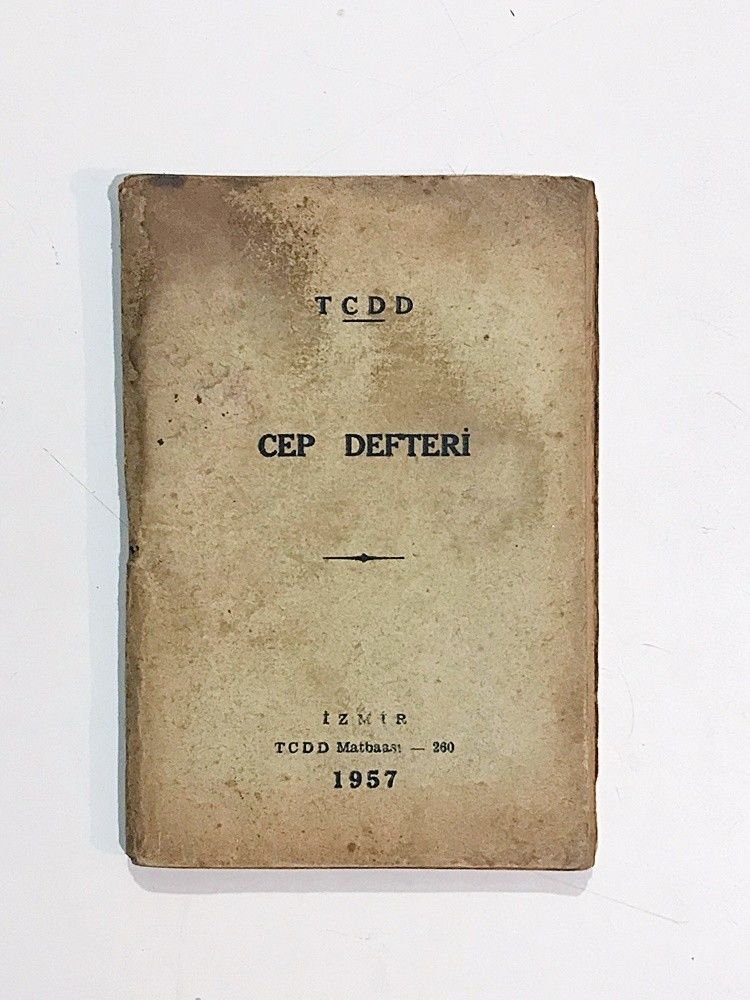 TCDD
CEP DEFTERİ
İZMİR
TCDD Matbaası — 260
1957